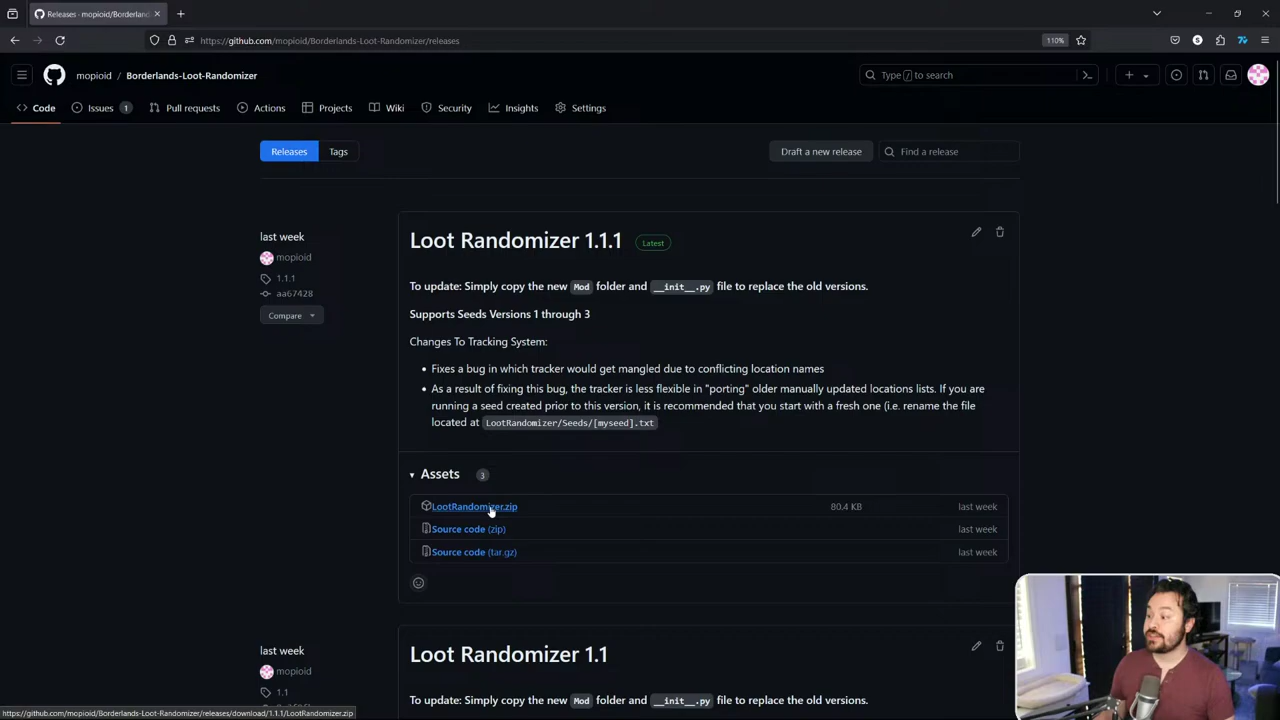 Releases · mopioid/Borderland
https://github.com/mopioid/Borderlands-Loot-Randomizer/releases
110%
mopioid / Borderlands-Loot-Randomizer
Type / to search
Code
Issues 1
Pull requests
Actions
Projects
Wiki
Security
Insights
Settings
Releases
Tags
Draft a new release
Find a release
last week
mopioid
1.1.1
aa67428
Compare
Loot Randomizer 1.1.1 Latest
To update: Simply copy the new Mod folder and __init__.py file to replace the old versions.
Supports Seeds Versions 1 through 3
Changes To Tracking System:
• Fixes a bug in which tracker would get mangled due to conflicting location names
• As a result of fixing this bug, the tracker is less flexible in "porting" older manually updated locations lists. If you are
running a seed created prior to this version, it is recommended that you start with a fresh one (i.e. rename the file
located at LootRandomizer/Seeds/[myseed].txt
Assets 3
LootRandomizer.zip 80.4 KB last week
Source code (zip) last week
Source code (tar.gz) last week
last week
mopioid
1.1
Loot Randomizer 1.1
To update: Simply copy the new Mod folder and __init__.py file to replace the old versions.
https://github.com/mopioid/Borderlands-Loot-Randomizer/releases/download/1.1.1/LootRandomizer.zip